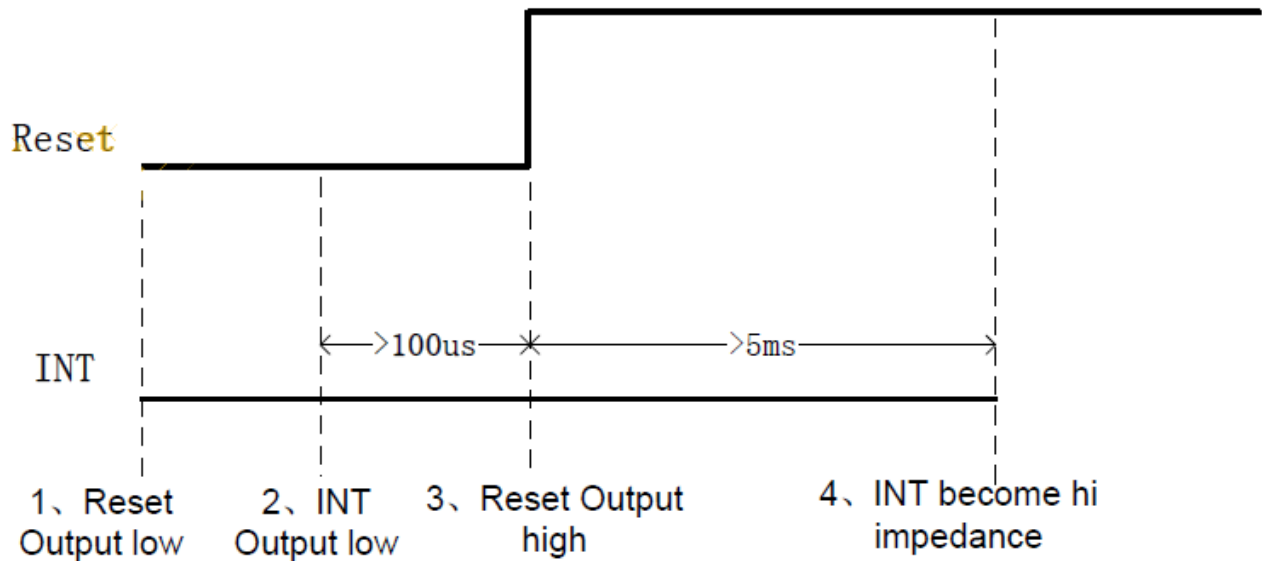 Reset
>100us
>5ms
INT
1、Reset
Output low
2、INT
Output low
3、Reset Output
high
4、INT become hi
impedance